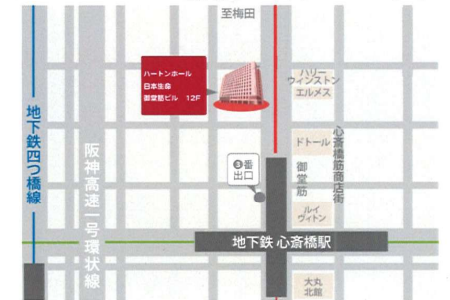 至梅田
ハートンホール
日本生命
御堂筋ビル 12F
ハリー
ウィンストン
エルメス
地下鉄四つ橋線
阪神高速一号環状線
ドトール
心斎橋筋商店街
御堂筋
❸番
出口
ルイ
ヴィトン
地下鉄 心斎橋駅
大丸
北館